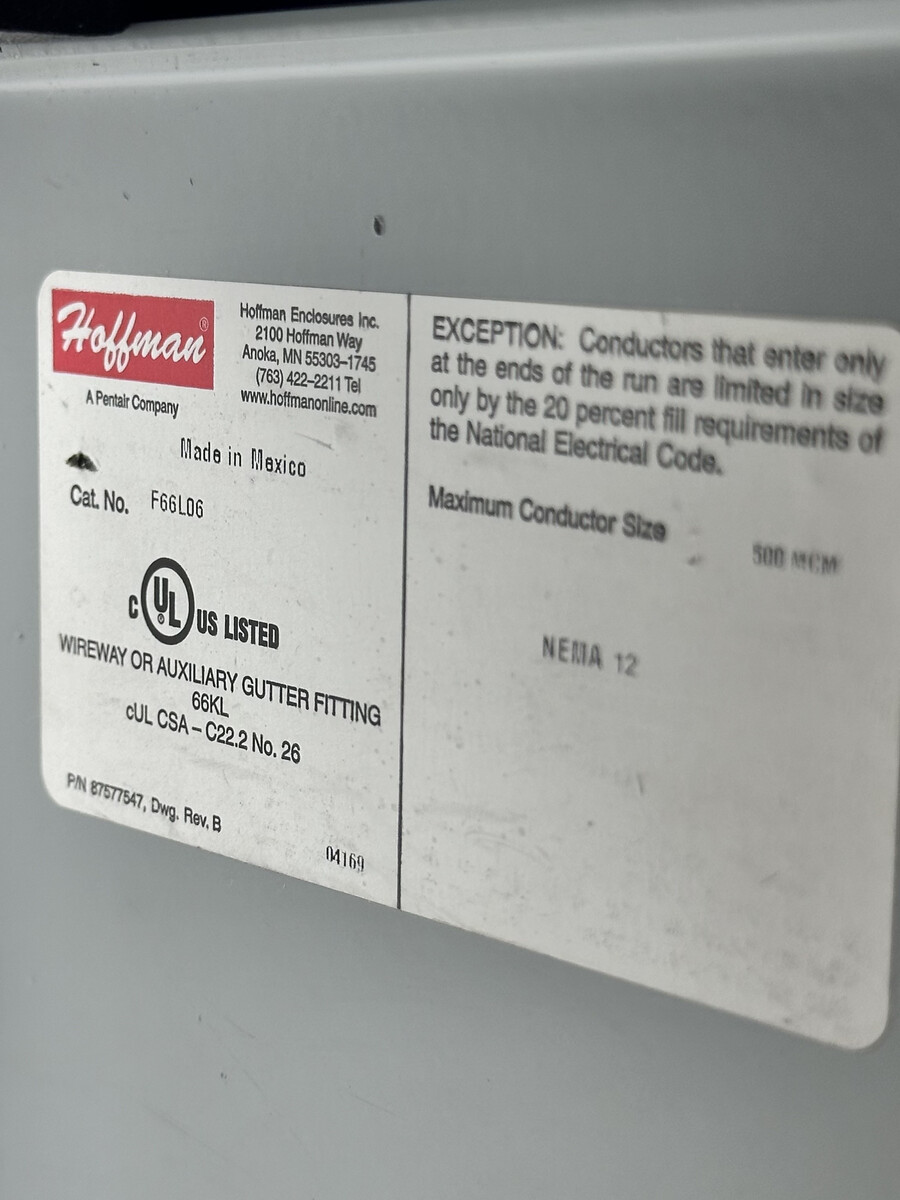 Hoffman®
A Pentair Company
Hoffman Enclosures Inc.
2100 Hoffman Way
Anoka, MN 55303–1745
(763) 422–2211 Tel
www.hoffmanonline.com
Made in Mexico
Cat. No. F66L06
C UL® US LISTED
WIREWAY OR AUXILIARY GUTTER FITTING
66KL
cUL CSA – C22.2 No. 26
P/N 87577547, Dwg. Rev. B
04169
EXCEPTION: Conductors that enter only
at the ends of the run are limited in size
only by the 20 percent fill requirements of
the National Electrical Code.
Maximum Conductor Size 500 MCM
NEMA 12